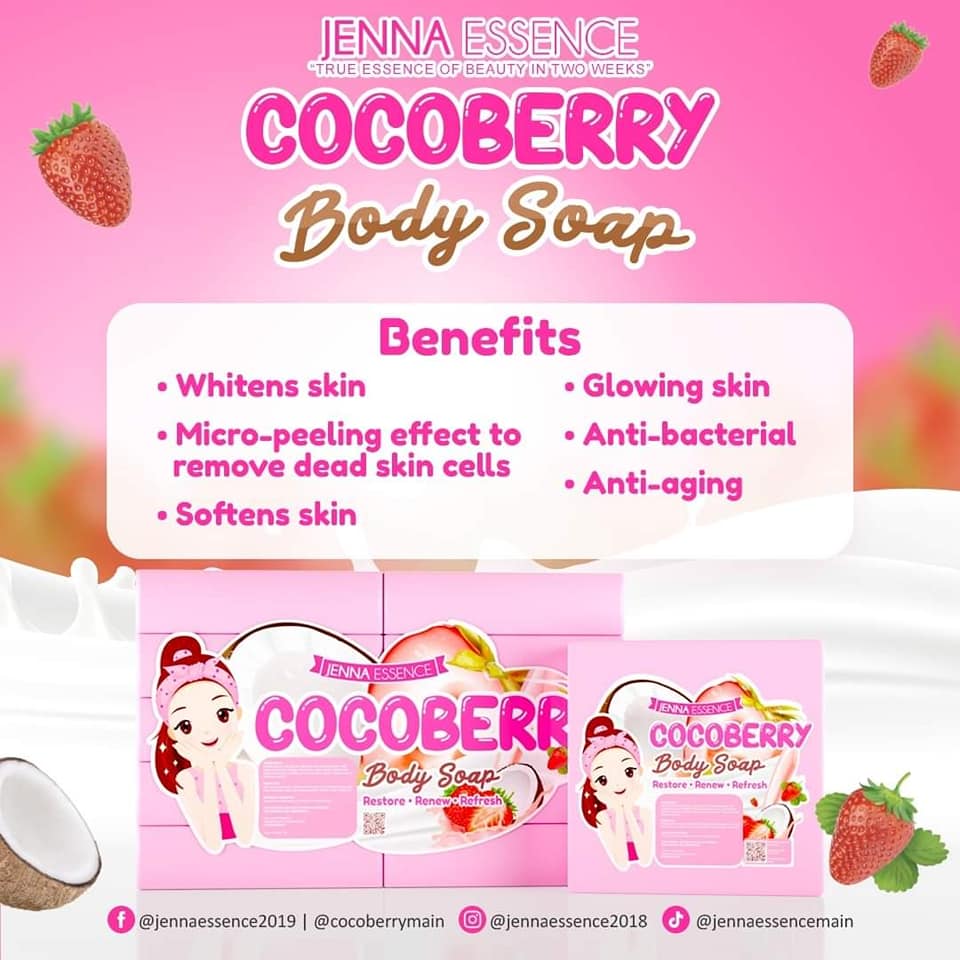 JENNA ESSENCE
"TRUE ESSENCE OF BEAUTY IN TWO WEEKS"
COCOBERRY
Body Soap
Benefits
• Whitens skin
• Micro-peeling effect to
remove dead skin cells
• Softens skin
• Glowing skin
• Anti-bacterial
• Anti-aging
JENNA ESSENCE
COCOBERR
Body Soap
Restore • Renew • Refresh
JENNA ESSENCE
COCOBERRY
Body Soap
Restore • Renew • Refresh
@jennaessence2019 | @cocoberrymain @jennaessence2018 @jennaessencemain